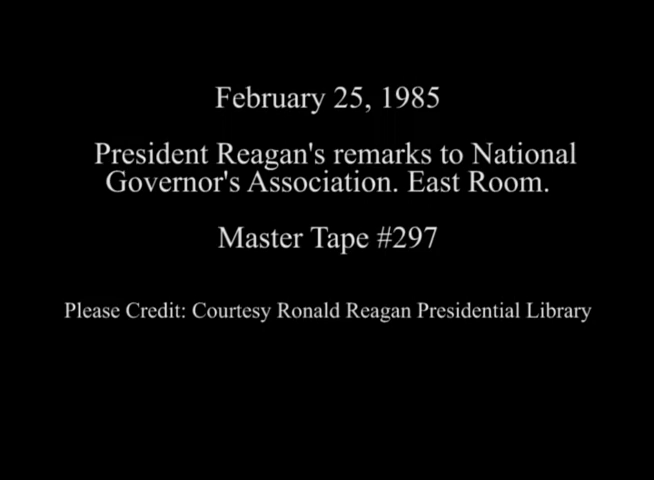 February 25, 1985
President Reagan's remarks to National
Governor's Association. East Room.
Master Tape #297
Please Credit: Courtesy Ronald Reagan Presidential Library